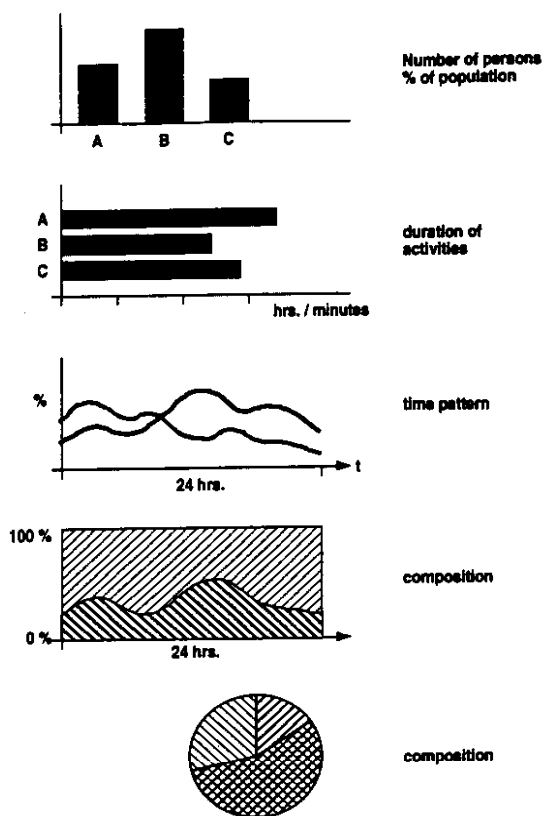 Number of persons
% of population
A B C
A
B
C
duration of
activities
hrs. / minutes
%
time pattern
t
24 hrs.
100 %
composition
0 %
24 hrs.
composition